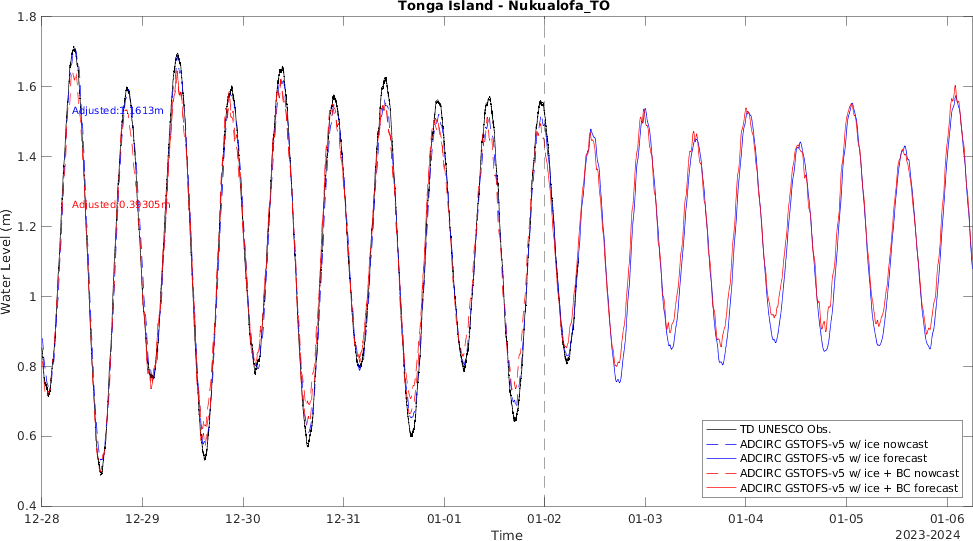 Tonga Island - Nukualofa_TO
1.8
1.6
1.4
1.2
1
0.8
0.6
0.4
Water Level (m)
Adjusted:1.1613m
Adjusted:0.39305m
TD UNESCO Obs.
ADCIRC GSTOFS-v5 w/ ice nowcast
ADCIRC GSTOFS-v5 w/ ice forecast
ADCIRC GSTOFS-v5 w/ ice + BC nowcast
ADCIRC GSTOFS-v5 w/ ice + BC forecast
12-28 12-29 12-30 12-31 01-01 01-02 01-03 01-04 01-05 01-06
Time
2023-2024